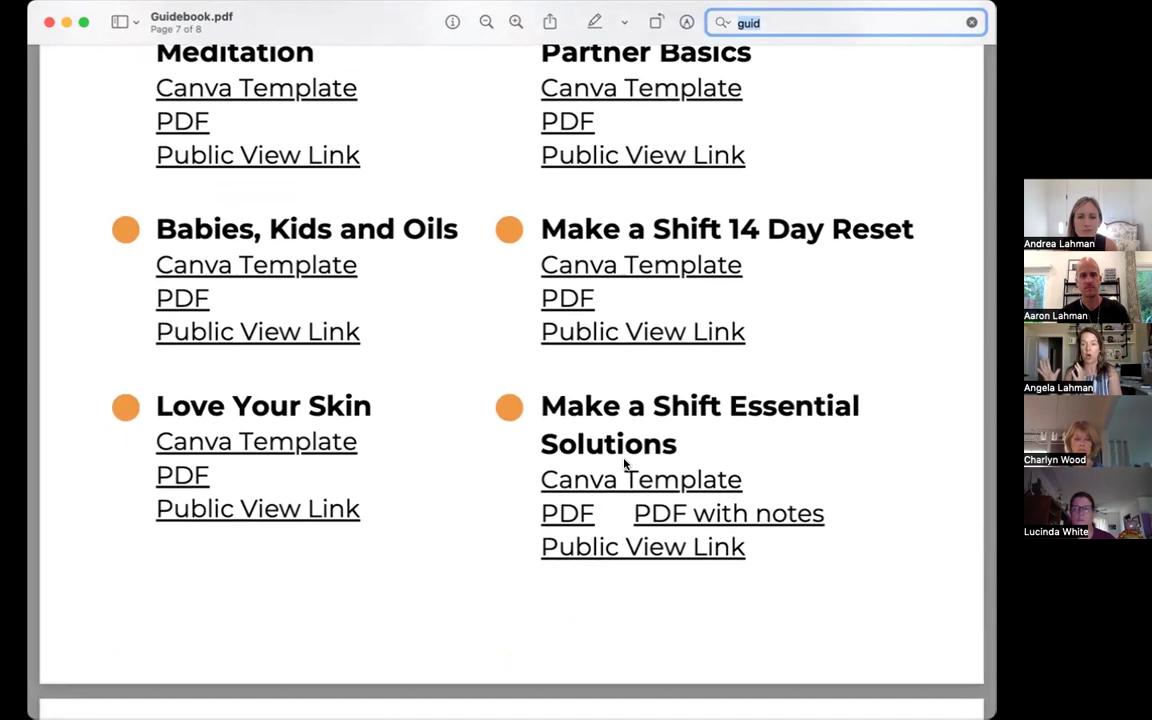 Guidebook.pdf
Page 7 of 8
guid
Meditation
Canva Template
PDF
Public View Link
Partner Basics
Canva Template
PDF
Public View Link
Babies, Kids and Oils
Canva Template
PDF
Public View Link
Make a Shift 14 Day Reset
Canva Template
PDF
Public View Link
Love Your Skin
Canva Template
PDF
Public View Link
Make a Shift Essential
Solutions
Canva Template
PDF PDF with notes
Public View Link
Andrea Lahman
Aaron Lahman
Angela Lahman
Charlyn Wood
Lucinda White